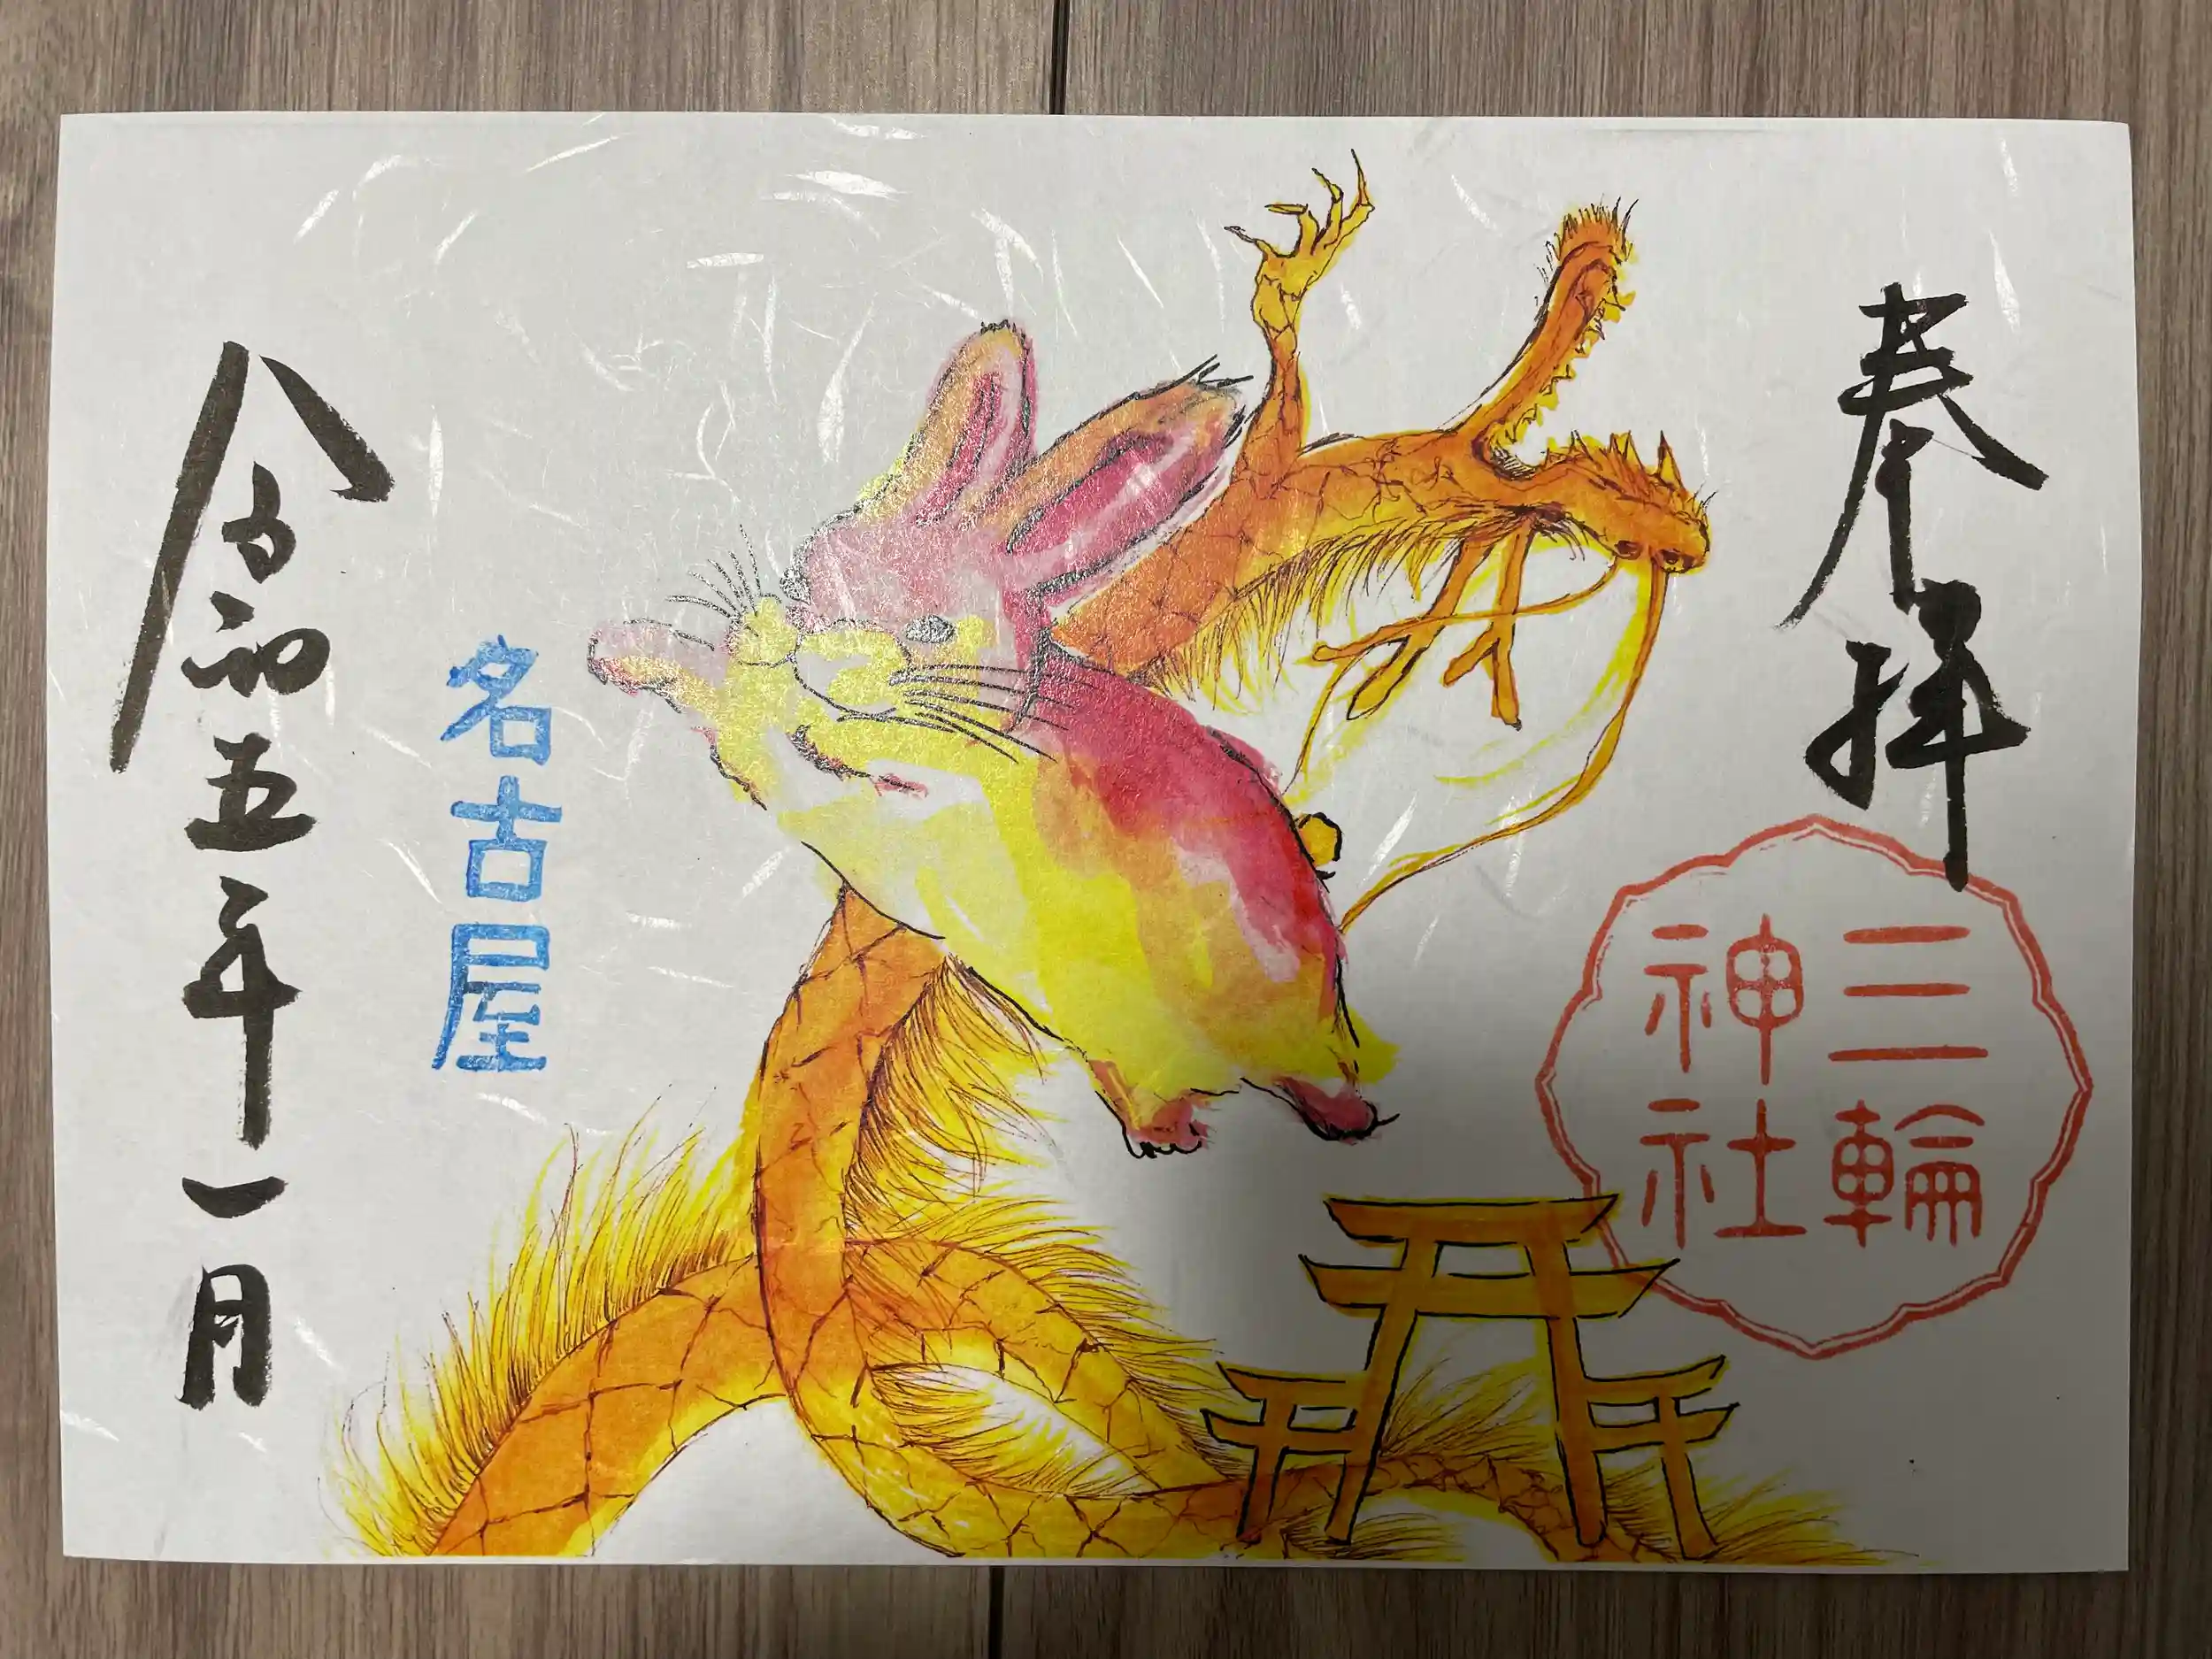 奉拝
三輪
神社
名古屋
令和五年一月